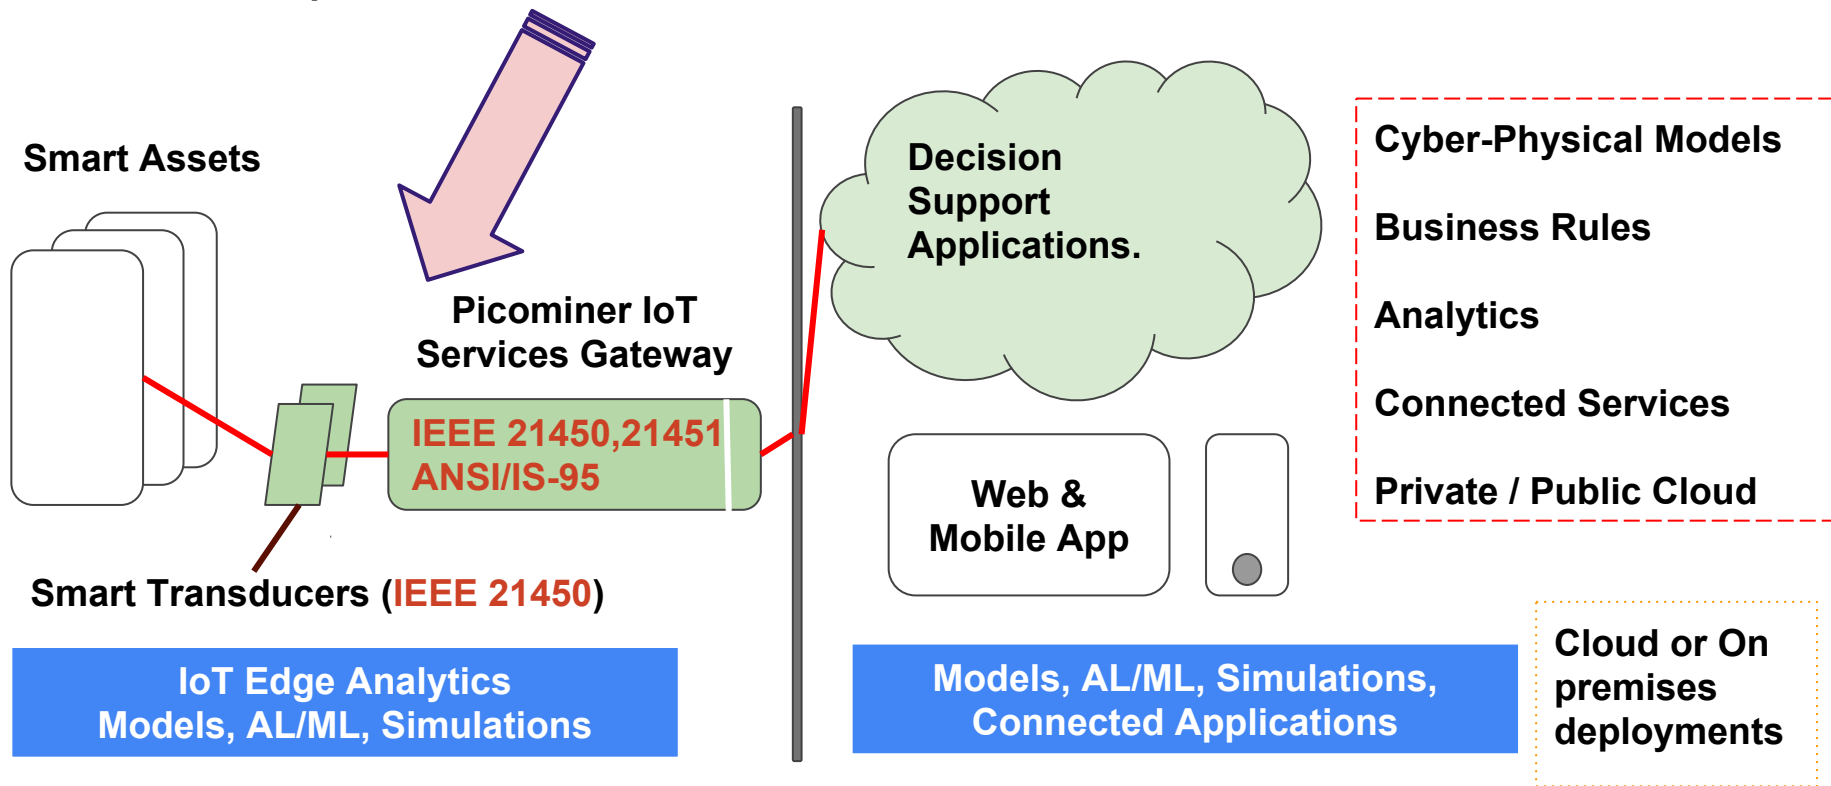 Smart Assets
Picominer IoT
Services Gateway
IEEE 21450,21451
ANSI/IS-95
Smart Transducers (IEEE 21450)
IoT Edge Analytics
Models, AL/ML, Simulations
Decision
Support
Applications.
Web &
Mobile App
Models, AL/ML, Simulations,
Connected Applications
Cyber-Physical Models
Business Rules
Analytics
Connected Services
Private / Public Cloud
Cloud or On
premises
deployments